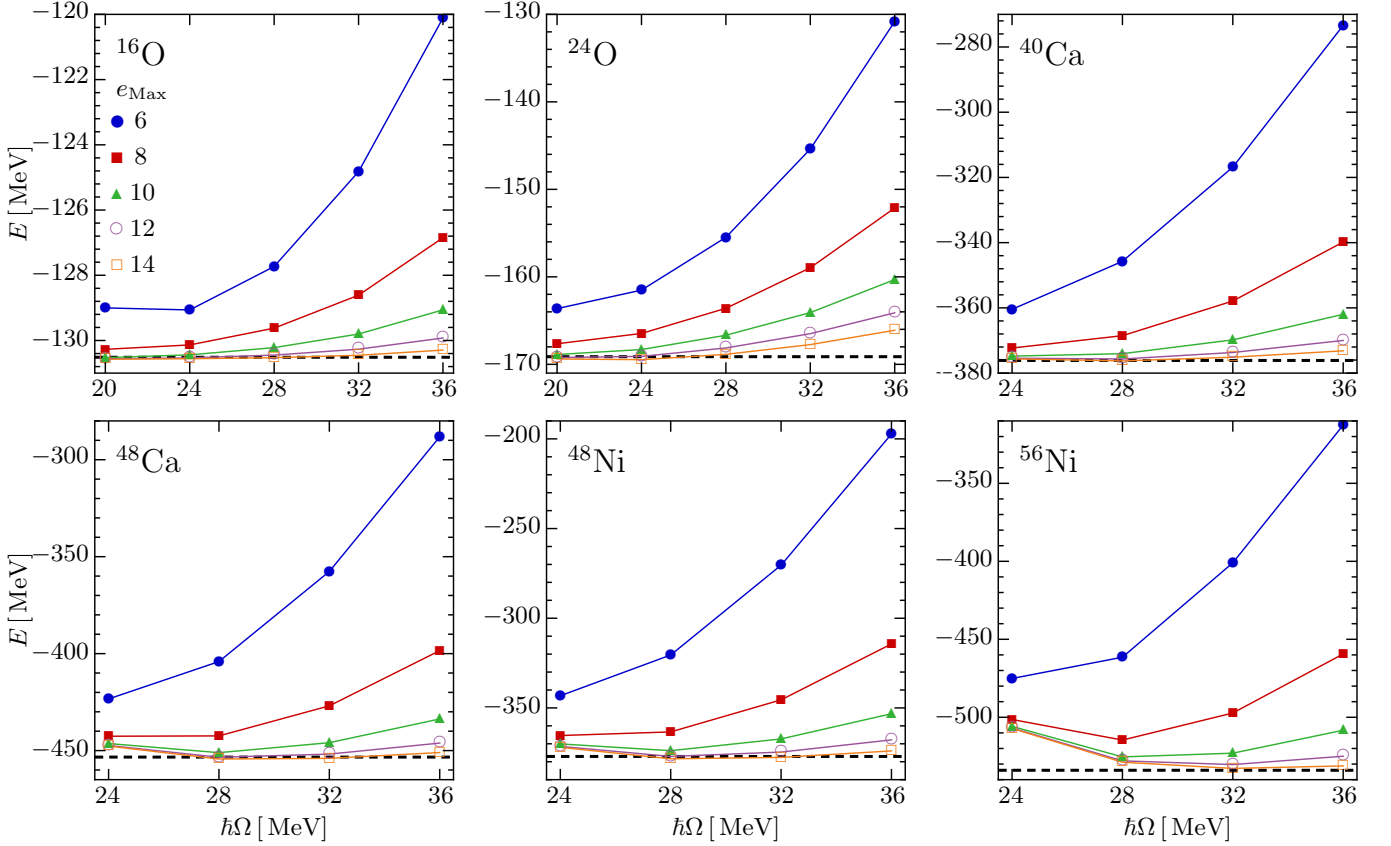 −120
−122
−124
−126
−128
−130
E [MeV]
16O
eMax
6
8
10
12
14
20 24 28 32 36
−130
−140
−150
−160
−170
24O
20 24 28 32 36
−280
−300
−320
−340
−360
−380
40Ca
24 28 32 36
−300
−350
−400
−450
E [MeV]
48Ca
24 28 32 36
ℏΩ [MeV]
−200
−250
−300
−350
48Ni
24 28 32 36
ℏΩ [MeV]
−350
−400
−450
−500
56Ni
24 28 32 36
ℏΩ [MeV]